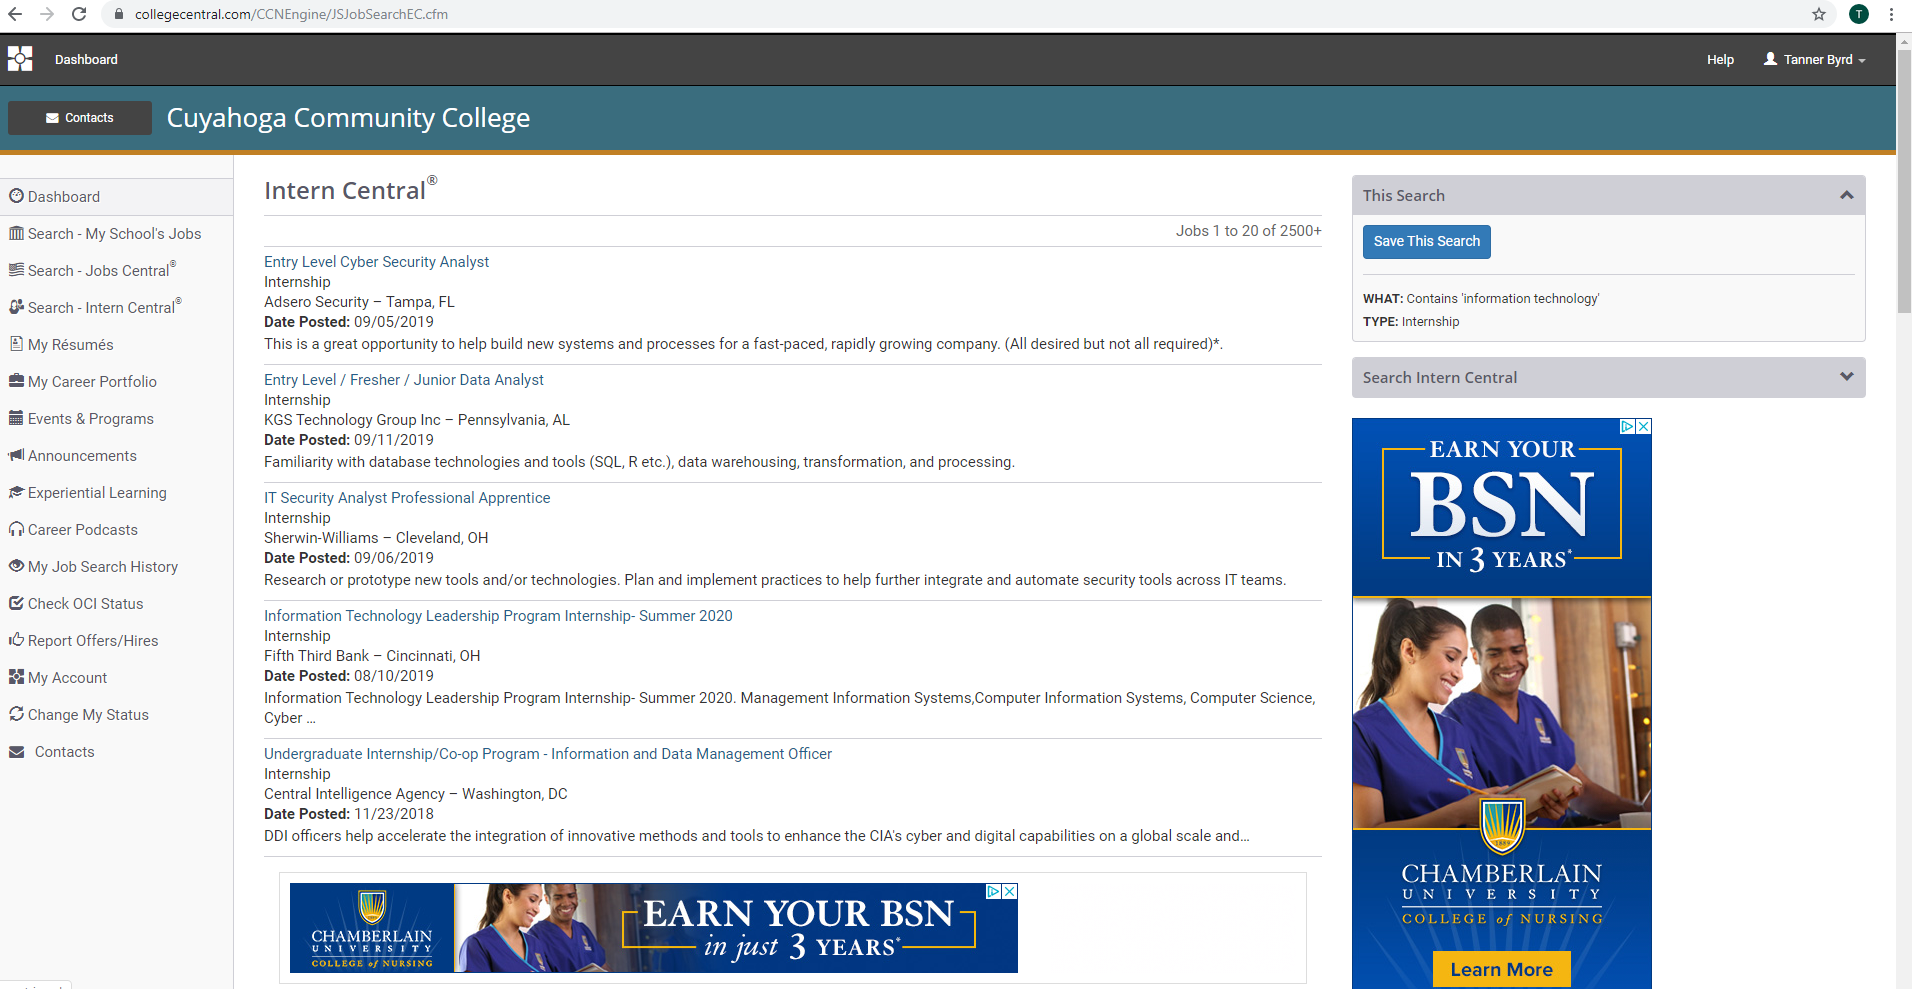 collegecentral.com/CCNEngine/JSJobSearchEC.cfm
T
Dashboard
Help
Tanner Byrd
Contacts
Cuyahoga Community College
Dashboard
Search - My School's Jobs
Search - Jobs Central®
Search - Intern Central®
My Résumés
My Career Portfolio
Events & Programs
Announcements
Experiential Learning
Career Podcasts
My Job Search History
Check OCI Status
Report Offers/Hires
My Account
Change My Status
Contacts
Intern Central®
Jobs 1 to 20 of 2500+
Entry Level Cyber Security Analyst
Internship
Adsero Security – Tampa, FL
Date Posted: 09/05/2019
This is a great opportunity to help build new systems and processes for a fast-paced, rapidly growing company. (All desired but not all required)*.
Entry Level / Fresher / Junior Data Analyst
Internship
KGS Technology Group Inc – Pennsylvania, AL
Date Posted: 09/11/2019
Familiarity with database technologies and tools (SQL, R etc.), data warehousing, transformation, and processing.
IT Security Analyst Professional Apprentice
Internship
Sherwin-Williams – Cleveland, OH
Date Posted: 09/06/2019
Research or prototype new tools and/or technologies. Plan and implement practices to help further integrate and automate security tools across IT teams.
Information Technology Leadership Program Internship- Summer 2020
Internship
Fifth Third Bank – Cincinnati, OH
Date Posted: 08/10/2019
Information Technology Leadership Program Internship- Summer 2020. Management Information Systems,Computer Information Systems, Computer Science,
Cyber ...
Undergraduate Internship/Co-op Program - Information and Data Management Officer
Internship
Central Intelligence Agency – Washington, DC
Date Posted: 11/23/2018
DDI officers help accelerate the integration of innovative methods and tools to enhance the CIA's cyber and digital capabilities on a global scale and...
CHAMBERLAIN
UNIVERSITY
COLLEGE of NURSING
EARN YOUR BSN
in just 3 YEARS*
This Search
Save This Search
WHAT: Contains 'information technology'
TYPE: Internship
Search Intern Central
EARN YOUR
BSN
IN 3 YEARS*
1889
CHAMBERLAIN
UNIVERSITY
COLLEGE of NURSING
Learn More